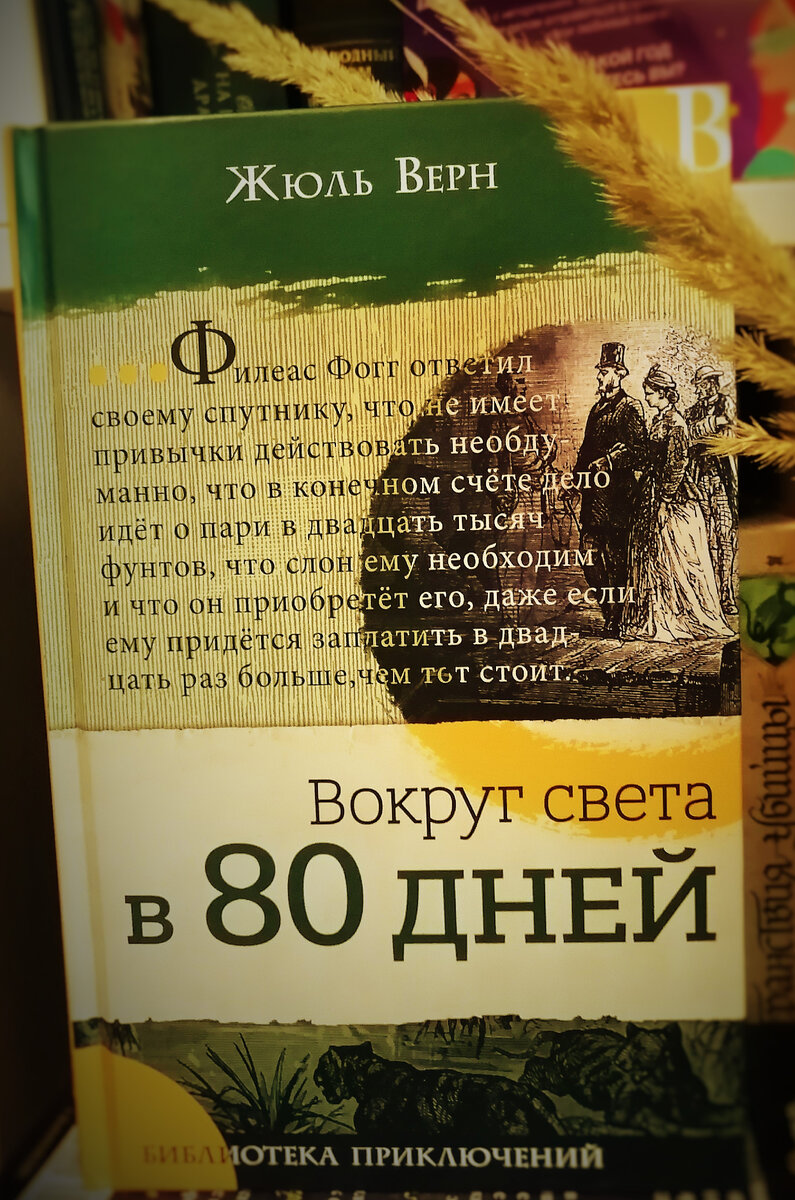 Жюль Верн
В
...Филеас Фогг ответил
своему спутнику, что не имеет
привычки действовать необду-
манно, что в конечном счёте дело
идёт о пари в двадцать тысяч
фунтов, что слон ему необходим
и что он приобретёт его, даже если
ему придётся заплатить в двад-
цать раз больше,чем тот стоит.
Вокруг света
в 80 дней
БИБЛИОТЕКА ПРИКЛЮЧЕНИЙ